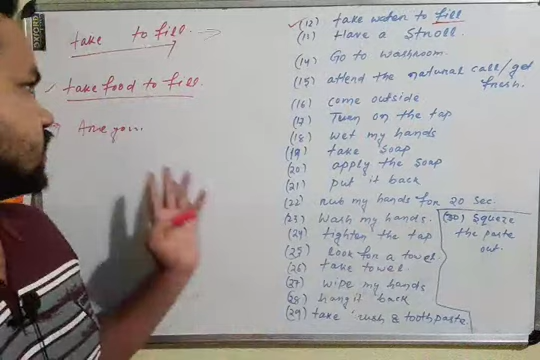 OXFORD
take to fill
take food to fill.
Are you..
(12) take water to fill
(13) Have a stroll.
(14) Go to washroom.
(15) attend the natural call/get
fresh.
(16) come outside
(17) Turn on the tap
(18) wet my hands
(19) take soap
(20) apply the soap
(21) put it back
(22) rub my hands for 20 sec.
(23) wash my hands.
(24) tighten the tap
(25) look for a towel
(26) take towel.
(27) wipe my hands
(28) hang it back
(29) take rush & toothpaste.
(30) squeze
the paste
out.